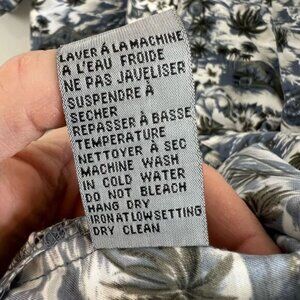 LAVER À LA MACHINE
A L'EAU FROIDE
NE PAS JAVELISER
SUSPENDRE À
SECHER
REPASSER À BASSE
TEMPERATURE
NETTOYER À SEC
MACHINE WASH
IN COLD WATER
DO NOT BLEACH
HANG DRY
IRON AT LOW SETTING
DRY CLEAN